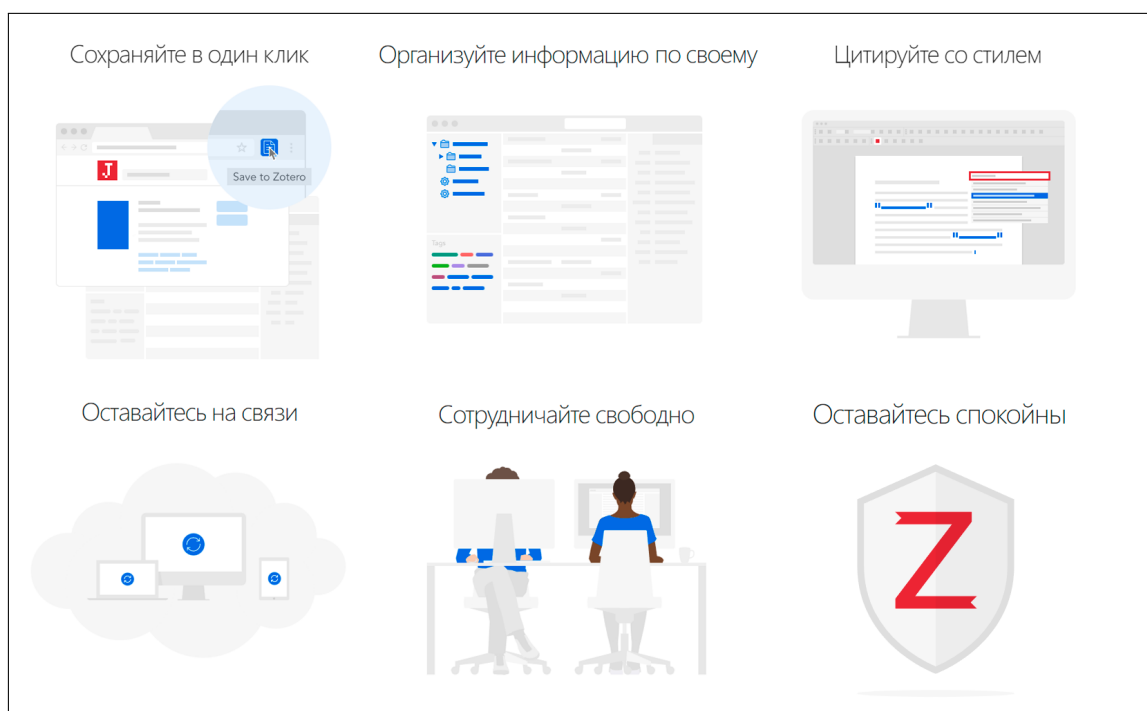 Сохраняйте в один клик
Организуйте информацию по своему
Цитируйте со стилем
J
Save to Zotero
Tags
Оставайтесь на связи
Сотрудничайте свободно
Оставайтесь спокойны
Z